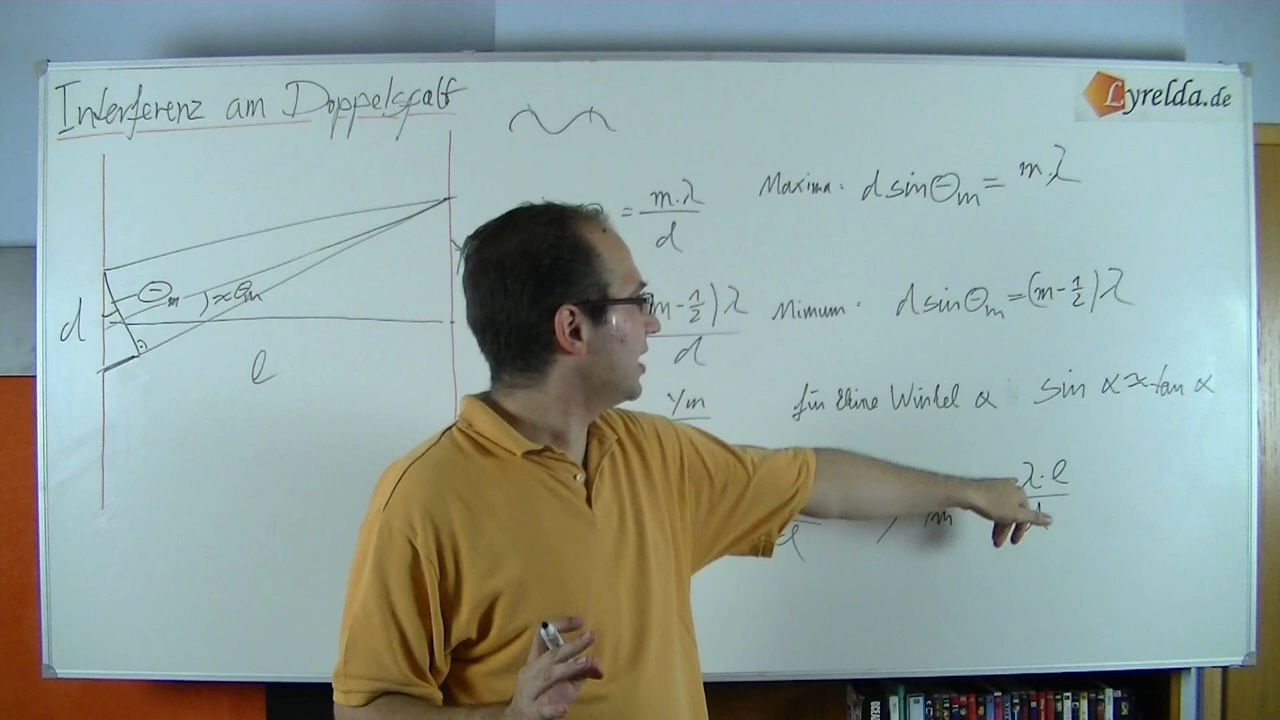 Interferenz am Doppelspalt
Lyrelda.de
Maxima: d sin Θm = m·λ
= m·λ / d
d
Θm
≈Θm
l
m - 1/2) λ / d
Minimum: d sin Θm = (m - 1/2) λ
ym
für kleine Winkel α sin α ≈ tan α
m λ·l